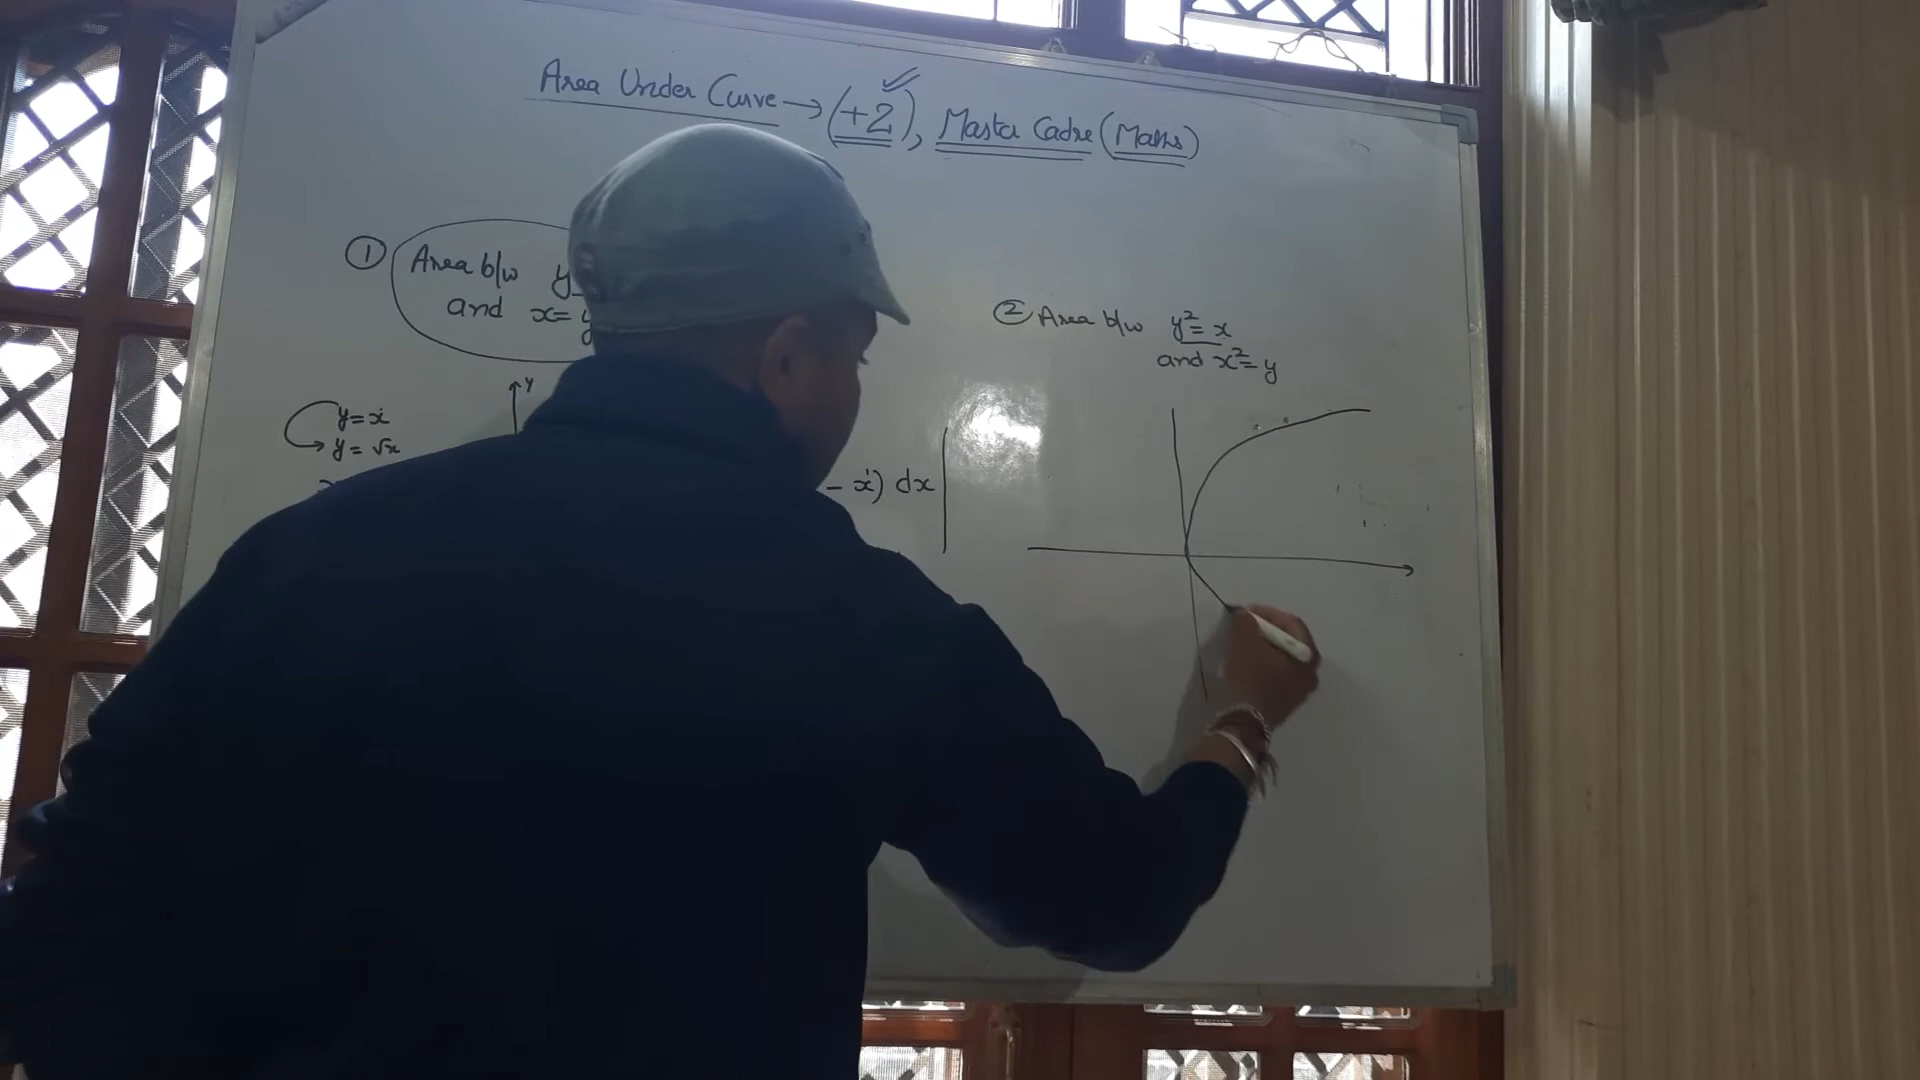 Area Under Curve → (+2), Master Cadre (Maths)
① Area b/w y
and x = y
y = x
y = √x
- x) dx
② Area b/w y² = x
and x² = y
Y